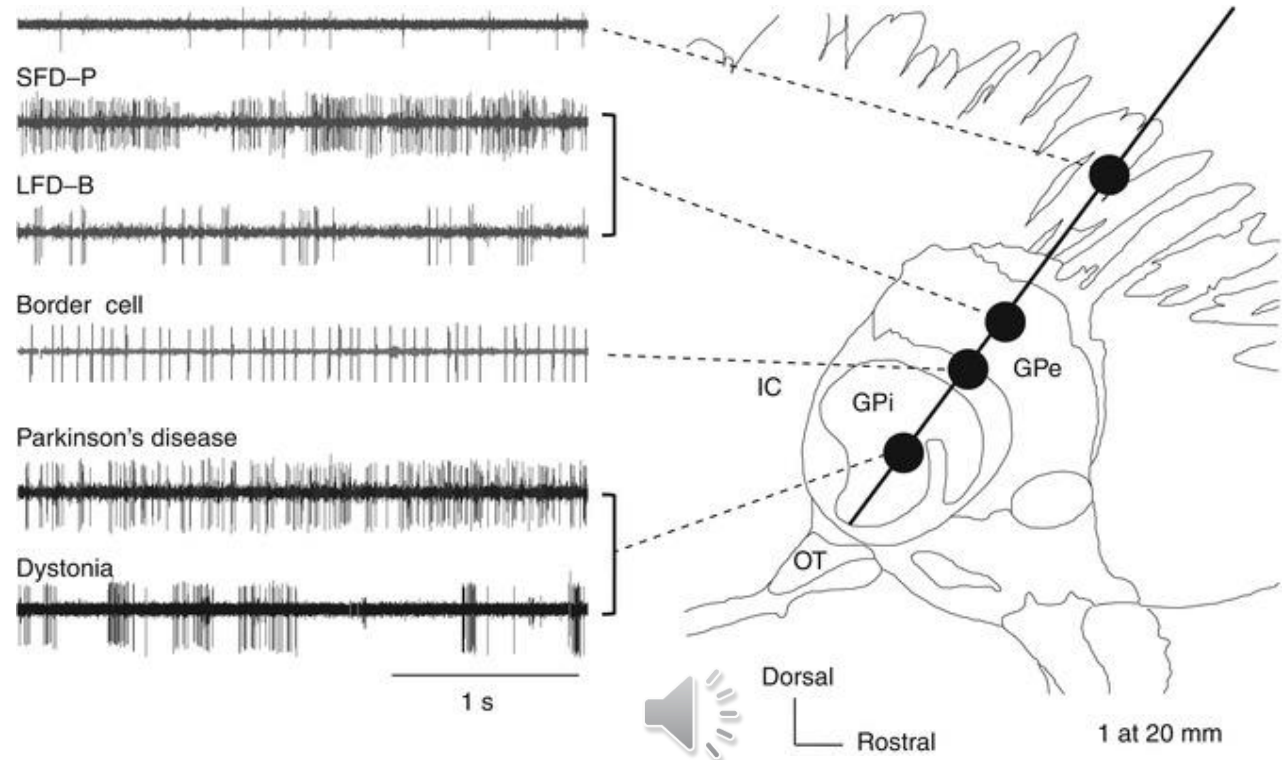 SFD–P
LFD–B
Border cell
Parkinson's disease
Dystonia
1 s
IC
GPi
GPe
OT
Dorsal
Rostral
1 at 20 mm